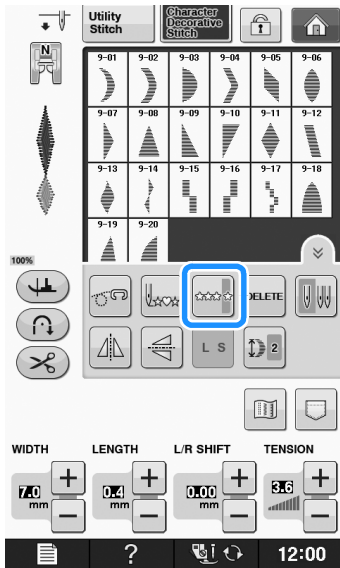 Utility Stitch
Character Decorative Stitch
N
9-01 9-02 9-03 9-04 9-05 9-06
9-07 9-08 9-09 9-10 9-11 9-12
9-13 9-14 9-15 9-16 9-17 9-18
9-19 9-20
100%
DELETE
L S
2
WIDTH LENGTH L/R SHIFT TENSION
7.0 mm 0.4 mm 0.00 mm 3.6
+ + + +
− − − −
? 12:00